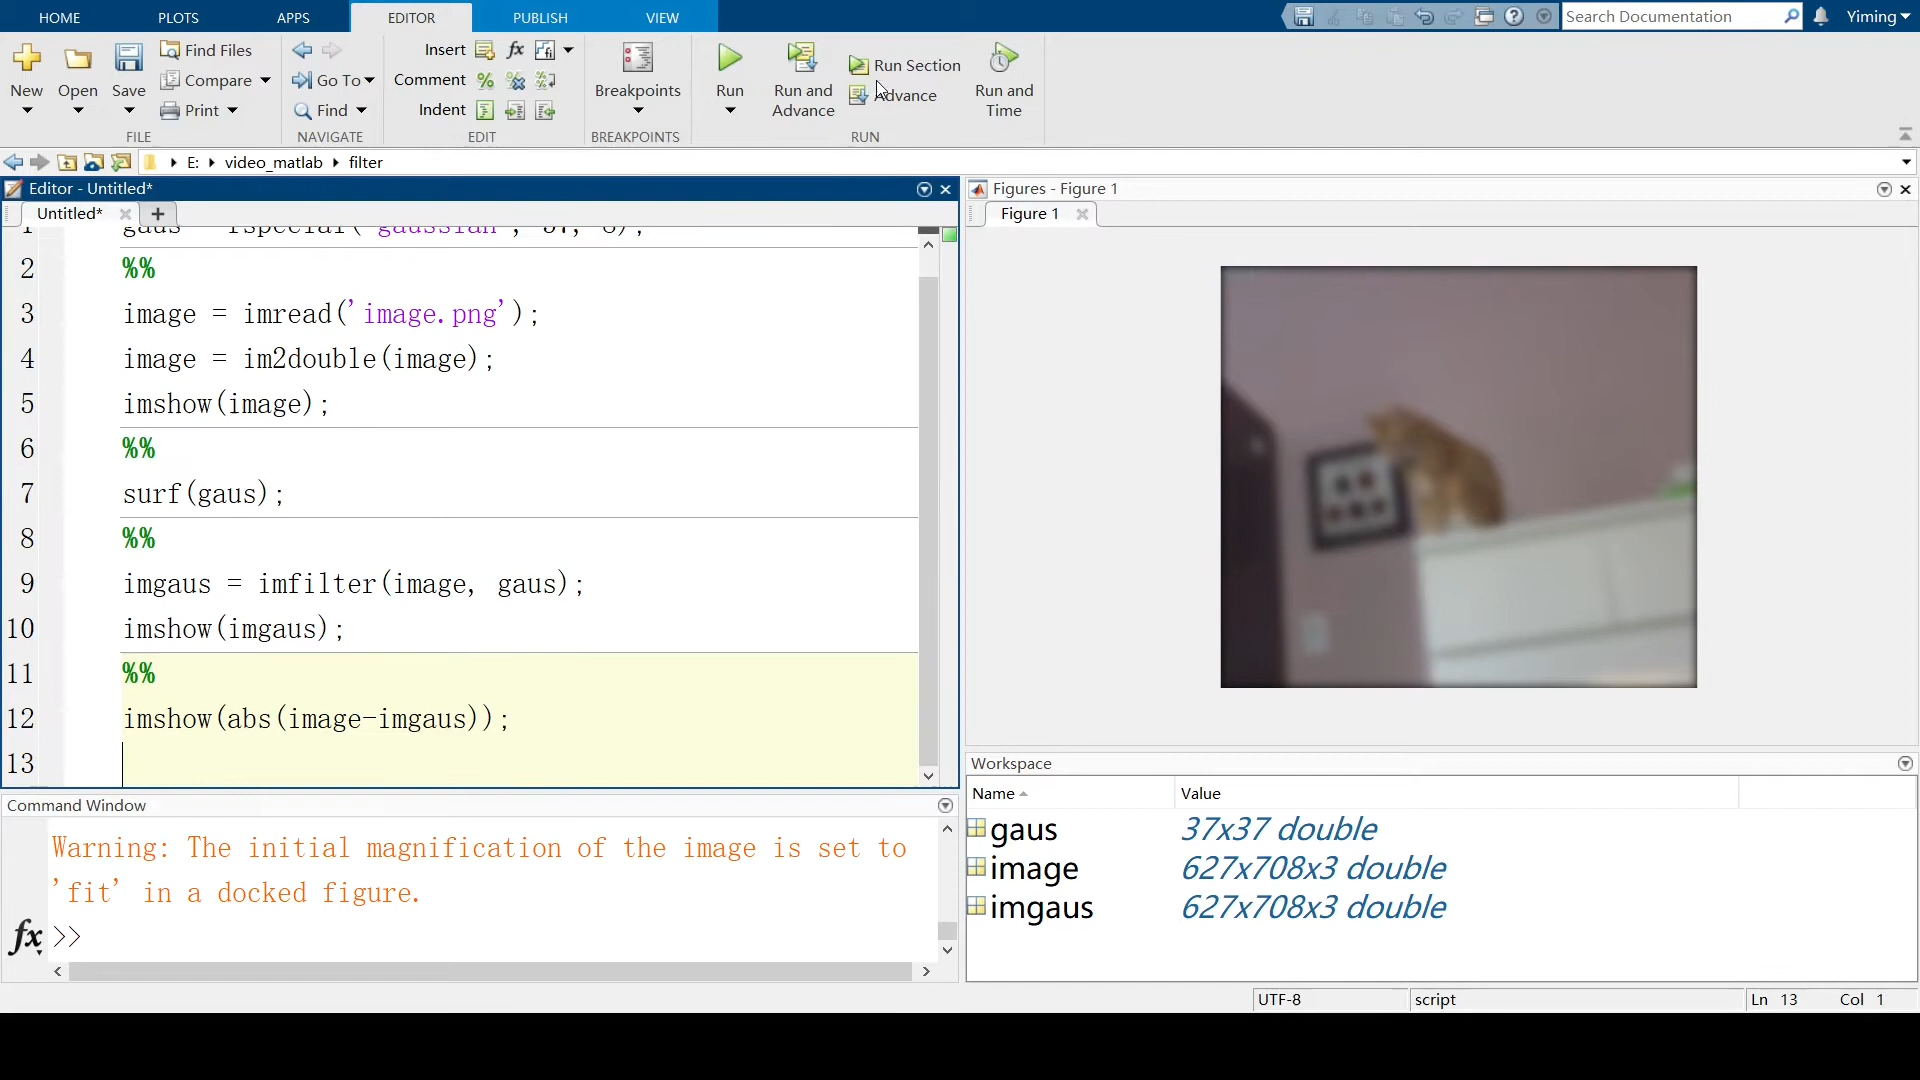 HOME PLOTS APPS EDITOR PUBLISH VIEW Search Documentation Yiming
New Open Save Find Files Compare Print Go To Find Insert Comment Indent Breakpoints Run Run and Advance Run Section Advance Run and Time
FILE NAVIGATE EDIT BREAKPOINTS RUN
E: video_matlab filter
Editor - Untitled*
Untitled*
2 %%
3 image = imread('image.png');
4 image = im2double(image);
5 imshow(image);
6 %%
7 surf(gaus);
8 %%
9 imgaus = imfilter(image, gaus);
10 imshow(imgaus);
11 %%
12 imshow(abs(image-imgaus));
13
Command Window
Warning: The initial magnification of the image is set to
'fit' in a docked figure.
fx >>
Figures - Figure 1
Figure 1
Workspace
Name Value
gaus 37x37 double
image 627x708x3 double
imgaus 627x708x3 double
UTF-8 script Ln 13 Col 1